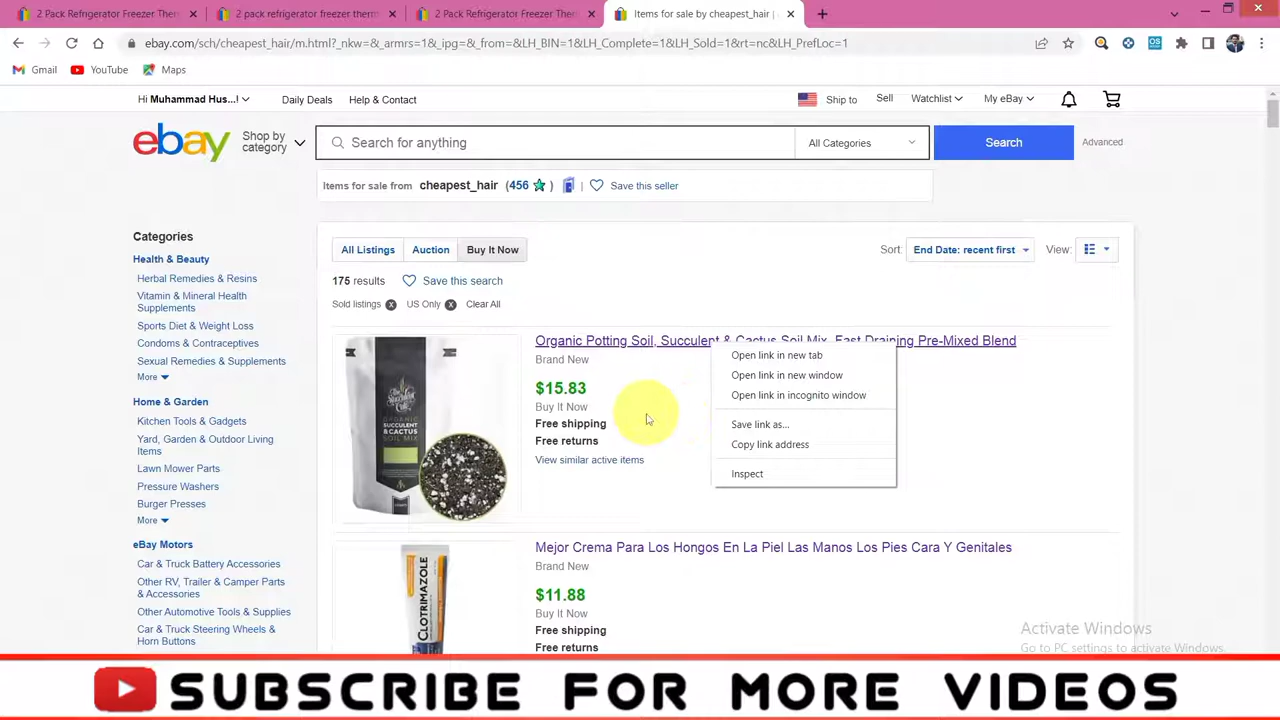 2 Pack Refrigerator Freezer Ther
2 pack refrigerator freezer therm
2 Pack Refrigerator Freezer Ther
Items for sale by cheapest_hair |
ebay.com/sch/cheapest_hair/m.html?_nkw=&_armrs=1&_ipg=&_from=&LH_BIN=1&LH_Complete=1&LH_Sold=1&rt=nc&LH_PrefLoc=1
Gmail
YouTube
Maps
Hi Muhammad Hus...!
Daily Deals
Help & Contact
Ship to
Sell
Watchlist
My eBay
ebay
Shop by
category
Search for anything
All Categories
Search
Advanced
Items for sale from cheapest_hair (456 ) | Save this seller
Categories
Health & Beauty
Herbal Remedies & Resins
Vitamin & Mineral Health
Supplements
Sports Diet & Weight Loss
Condoms & Contraceptives
Sexual Remedies & Supplements
More
Home & Garden
Kitchen Tools & Gadgets
Yard, Garden & Outdoor Living
Items
Lawn Mower Parts
Pressure Washers
Burger Presses
More
eBay Motors
Car & Truck Battery Accessories
Other RV, Trailer & Camper Parts
& Accessories
Other Automotive Tools & Supplies
Car & Truck Steering Wheels &
Horn Buttons
All Listings
Auction
Buy It Now
Sort: End Date: recent first
View:
175 results
Save this search
Sold listings
US Only
Clear All
Organic Potting Soil, Succulent & Cactus Soil Mix, Fast Draining Pre-Mixed Blend
Brand New
$15.83
Buy It Now
Free shipping
Free returns
View similar active items
Open link in new tab
Open link in new window
Open link in incognito window
Save link as...
Copy link address
Inspect
ORGANIC
SUCCULENT
& CACTUS
SOIL MIX
Mejor Crema Para Los Hongos En La Piel Las Manos Los Pies Cara Y Genitales
Brand New
$11.88
Buy It Now
Free shipping
Free returns
CLOTRIMAZOLE
Activate Windows
Go to PC settings to activate Windows.
SUBSCRIBE FOR MORE VIDEOS